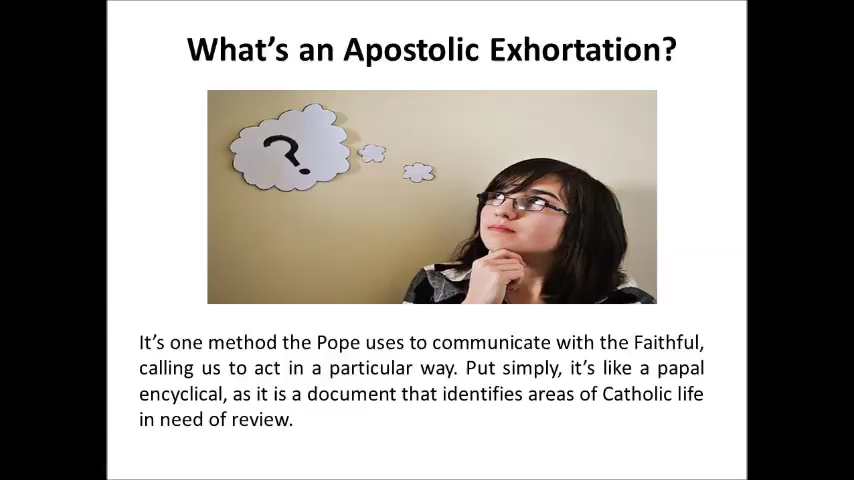 What's an Apostolic Exhortation?
?
It's one method the Pope uses to communicate with the Faithful,
calling us to act in a particular way. Put simply, it's like a papal
encyclical, as it is a document that identifies areas of Catholic life
in need of review.